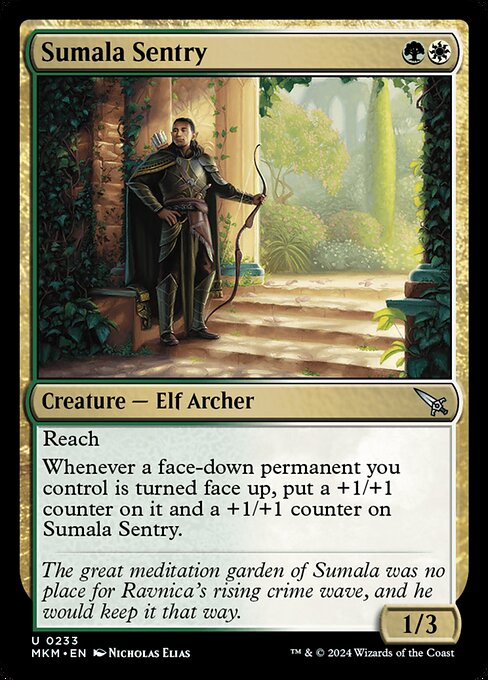 Sumala Sentry
Creature — Elf Archer
Reach
Whenever a face-down permanent you
control is turned face up, put a +1/+1
counter on it and a +1/+1 counter on
Sumala Sentry.
The great meditation garden of Sumala was no
place for Ravnica's rising crime wave, and he
would keep it that way.
1/3
U 0233
MKM • EN Nicholas Elias
™ & © 2024 Wizards of the Coast